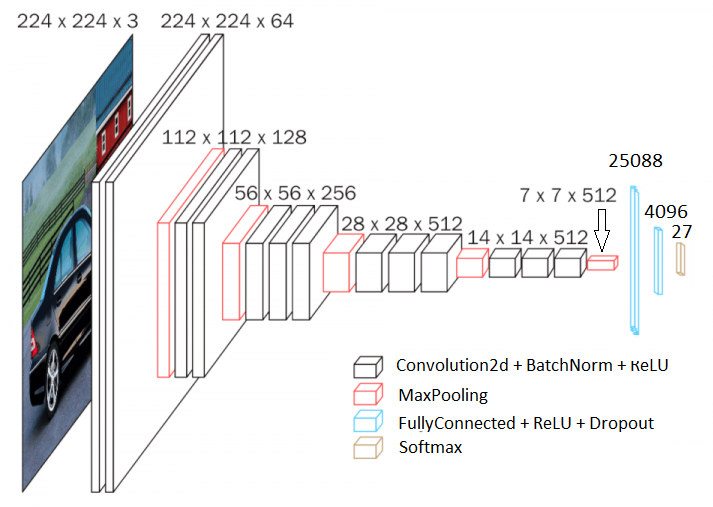 224 x 224 x 3
224 x 224 x 64
112 x 112 x 128
56 x 56 x 256
28 x 28 x 512
14 x 14 x 512
7 x 7 x 512
25088
4096
27
Convolution2d + BatchNorm + ReLU
MaxPooling
FullyConnected + ReLU + Dropout
Softmax